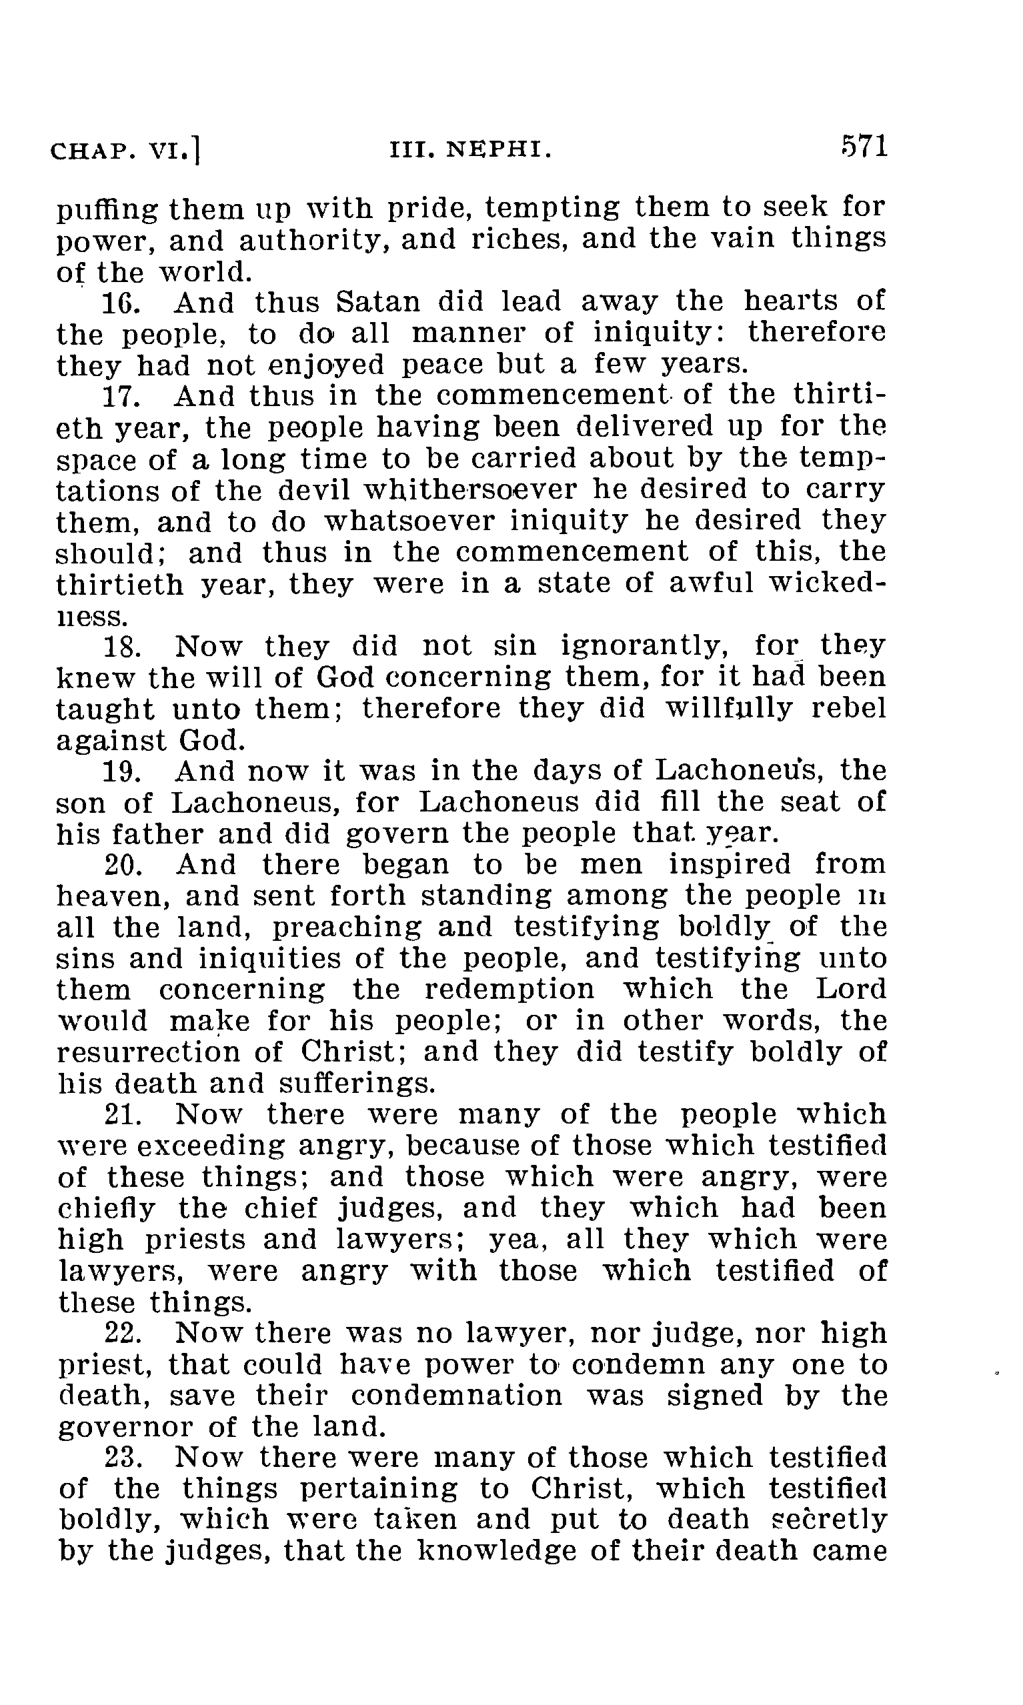 CHAP. VI.] III. NEPHI. 571
puffing them up with pride, tempting them to seek for
power, and authority, and riches, and the vain things
of the world.
16. And thus Satan did lead away the hearts of
the people, to do all manner of iniquity: therefore
they had not enjoyed peace but a few years.
17. And thus in the commencement of the thirti-
eth year, the people having been delivered up for the
space of a long time to be carried about by the temp-
tations of the devil whithersoever he desired to carry
them, and to do whatsoever iniquity he desired they
should; and thus in the commencement of this, the
thirtieth year, they were in a state of awful wicked-
ness.
18. Now they did not sin ignorantly, for they
knew the will of God concerning them, for it had been
taught unto them; therefore they did willfully rebel
against God.
19. And now it was in the days of Lachoneus, the
son of Lachoneus, for Lachoneus did fill the seat of
his father and did govern the people that year.
20. And there began to be men inspired from
heaven, and sent forth standing among the people in
all the land, preaching and testifying boldly of the
sins and iniquities of the people, and testifying unto
them concerning the redemption which the Lord
would make for his people; or in other words, the
resurrection of Christ; and they did testify boldly of
his death and sufferings.
21. Now there were many of the people which
were exceeding angry, because of those which testified
of these things; and those which were angry, were
chiefly the chief judges, and they which had been
high priests and lawyers; yea, all they which were
lawyers, were angry with those which testified of
these things.
22. Now there was no lawyer, nor judge, nor high
priest, that could have power to condemn any one to
death, save their condemnation was signed by the
governor of the land.
23. Now there were many of those which testified
of the things pertaining to Christ, which testified
boldly, which were taken and put to death secretly
by the judges, that the knowledge of their death came